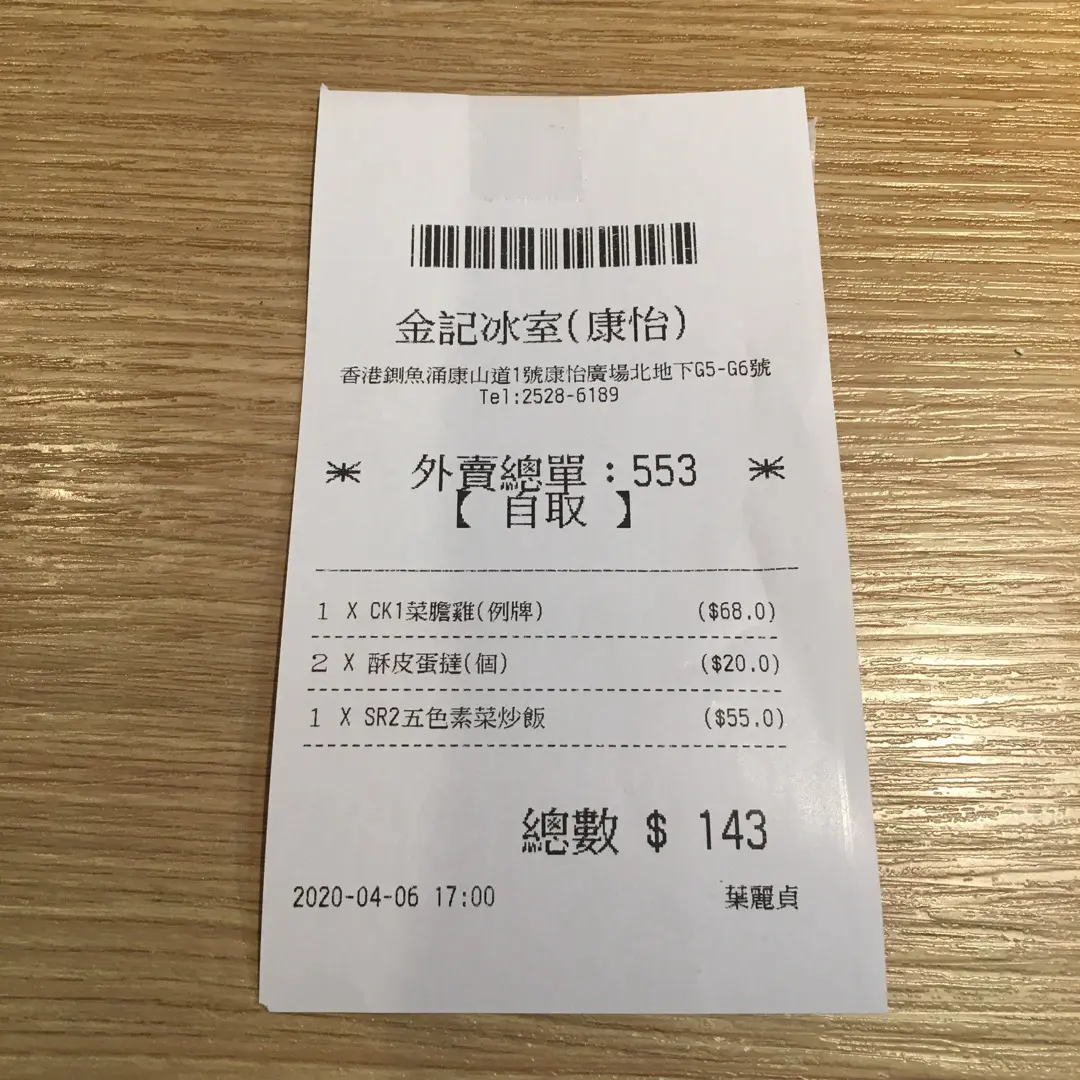 金記冰室(康怡)
香港鰂魚涌康山道1號康怡廣場北地下G5-G6號
Tel:2528-6189
* 外賣總單:553 *
【 自取 】
1 X CK1菜膽雞(例牌) ($68.0)
2 X 酥皮蛋撻(個) ($20.0)
1 X SR2五色素菜炒飯 ($55.0)
總數 $ 143
2020-04-06 17:00 葉麗貞